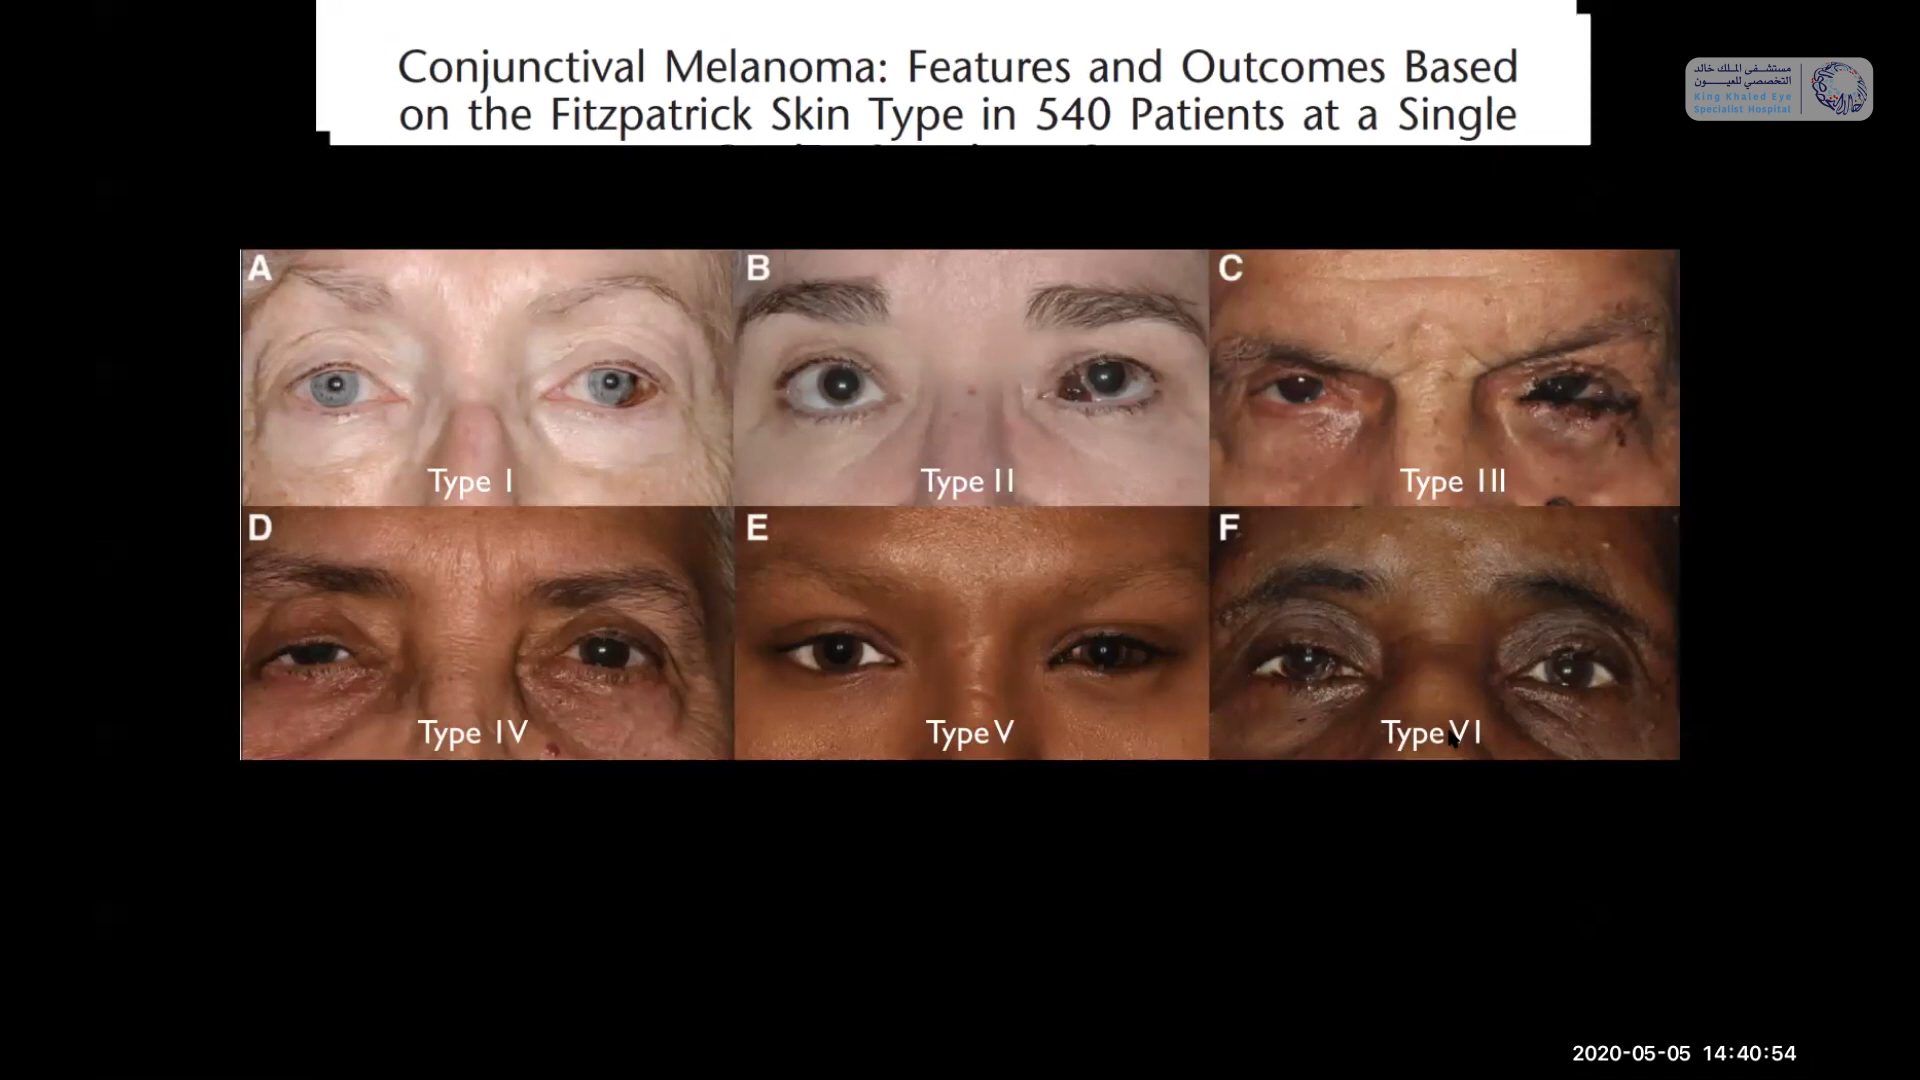 Conjunctival Melanoma: Features and Outcomes Based
on the Fitzpatrick Skin Type in 540 Patients at a Single
مستشفى الملك خالد
التخصصي للعيون
King Khaled Eye
Specialist Hospital
A
B
C
Type I
Type II
Type III
D
E
F
Type IV
Type V
Type VI
2020-05-05 14:40:54